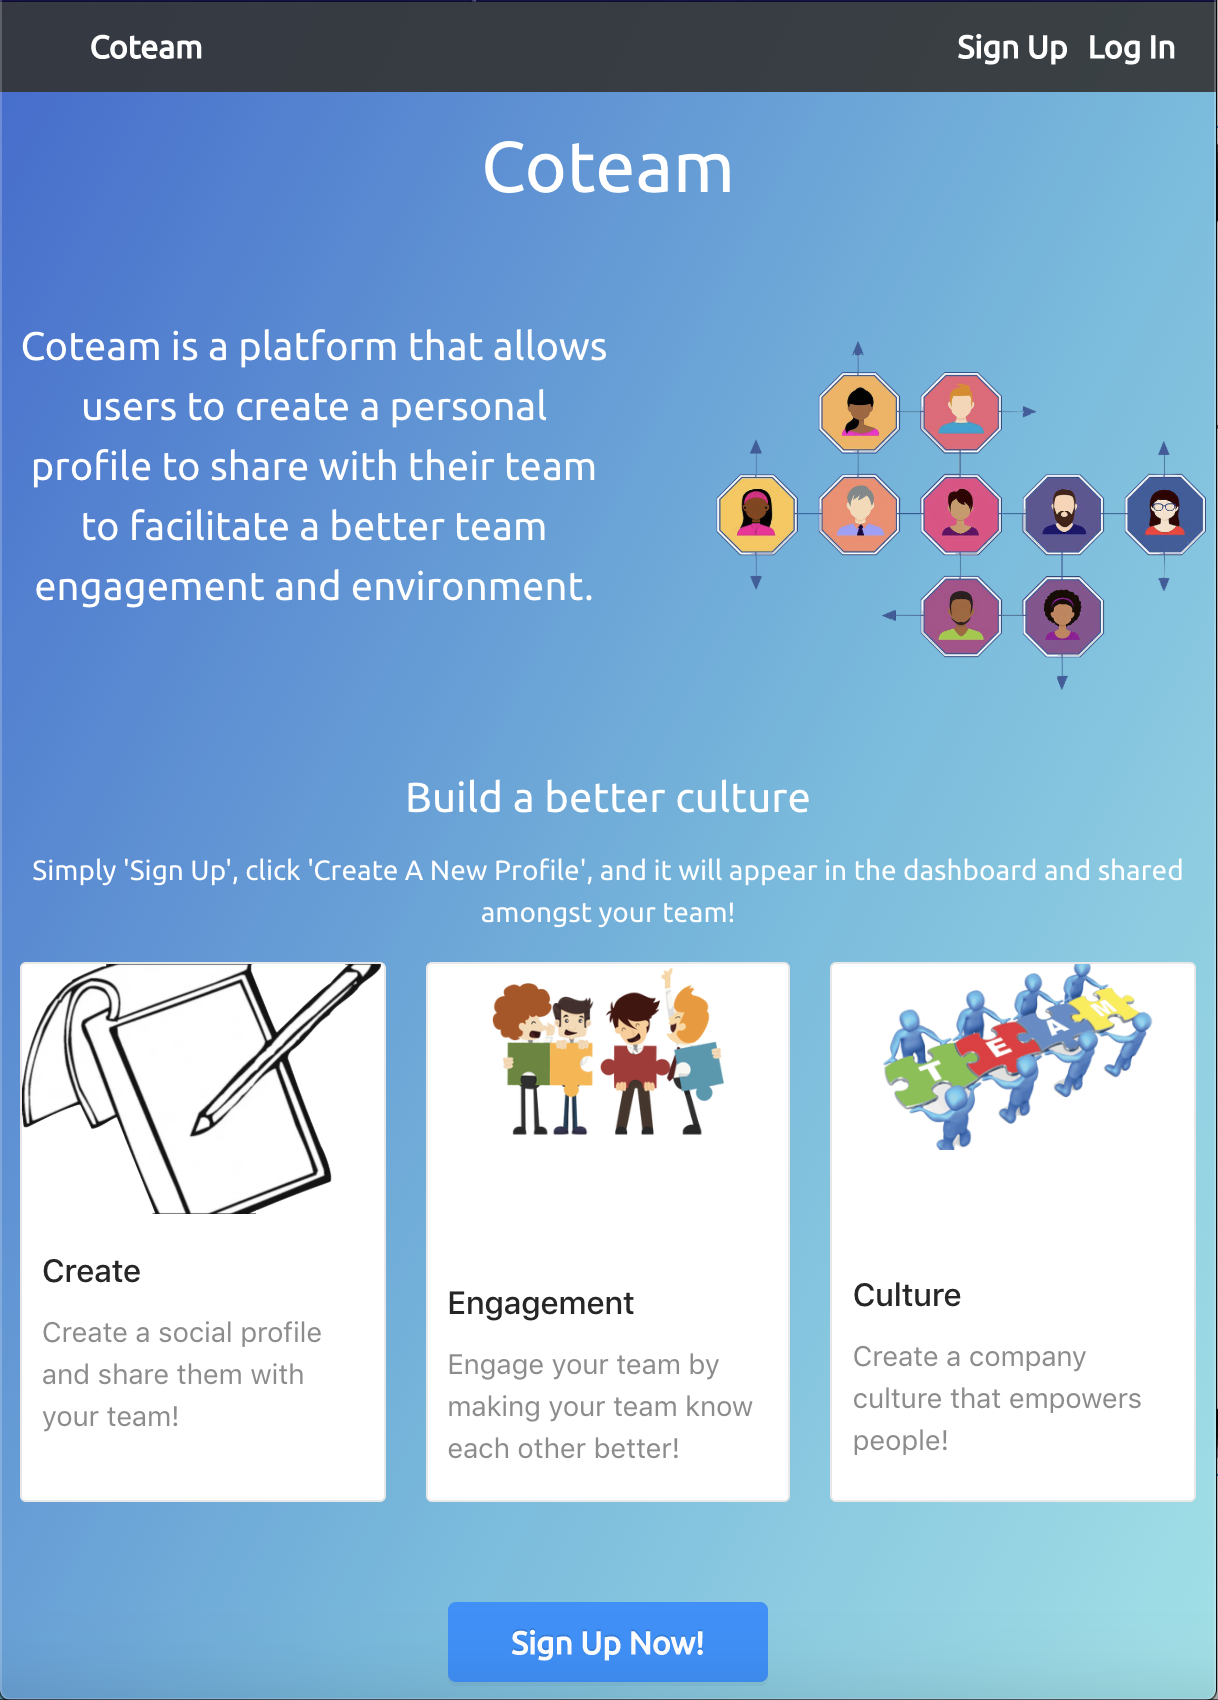 Coteam
Sign Up Log In
Coteam
Coteam is a platform that allows
users to create a personal
profile to share with their team
to facilitate a better team
engagement and environment.
Build a better culture
Simply 'Sign Up', click 'Create A New Profile', and it will appear in the dashboard and shared
amongst your team!
TEAM
Create
Create a social profile
and share them with
your team!
Engagement
Engage your team by
making your team know
each other better!
Culture
Create a company
culture that empowers
people!
Sign Up Now!